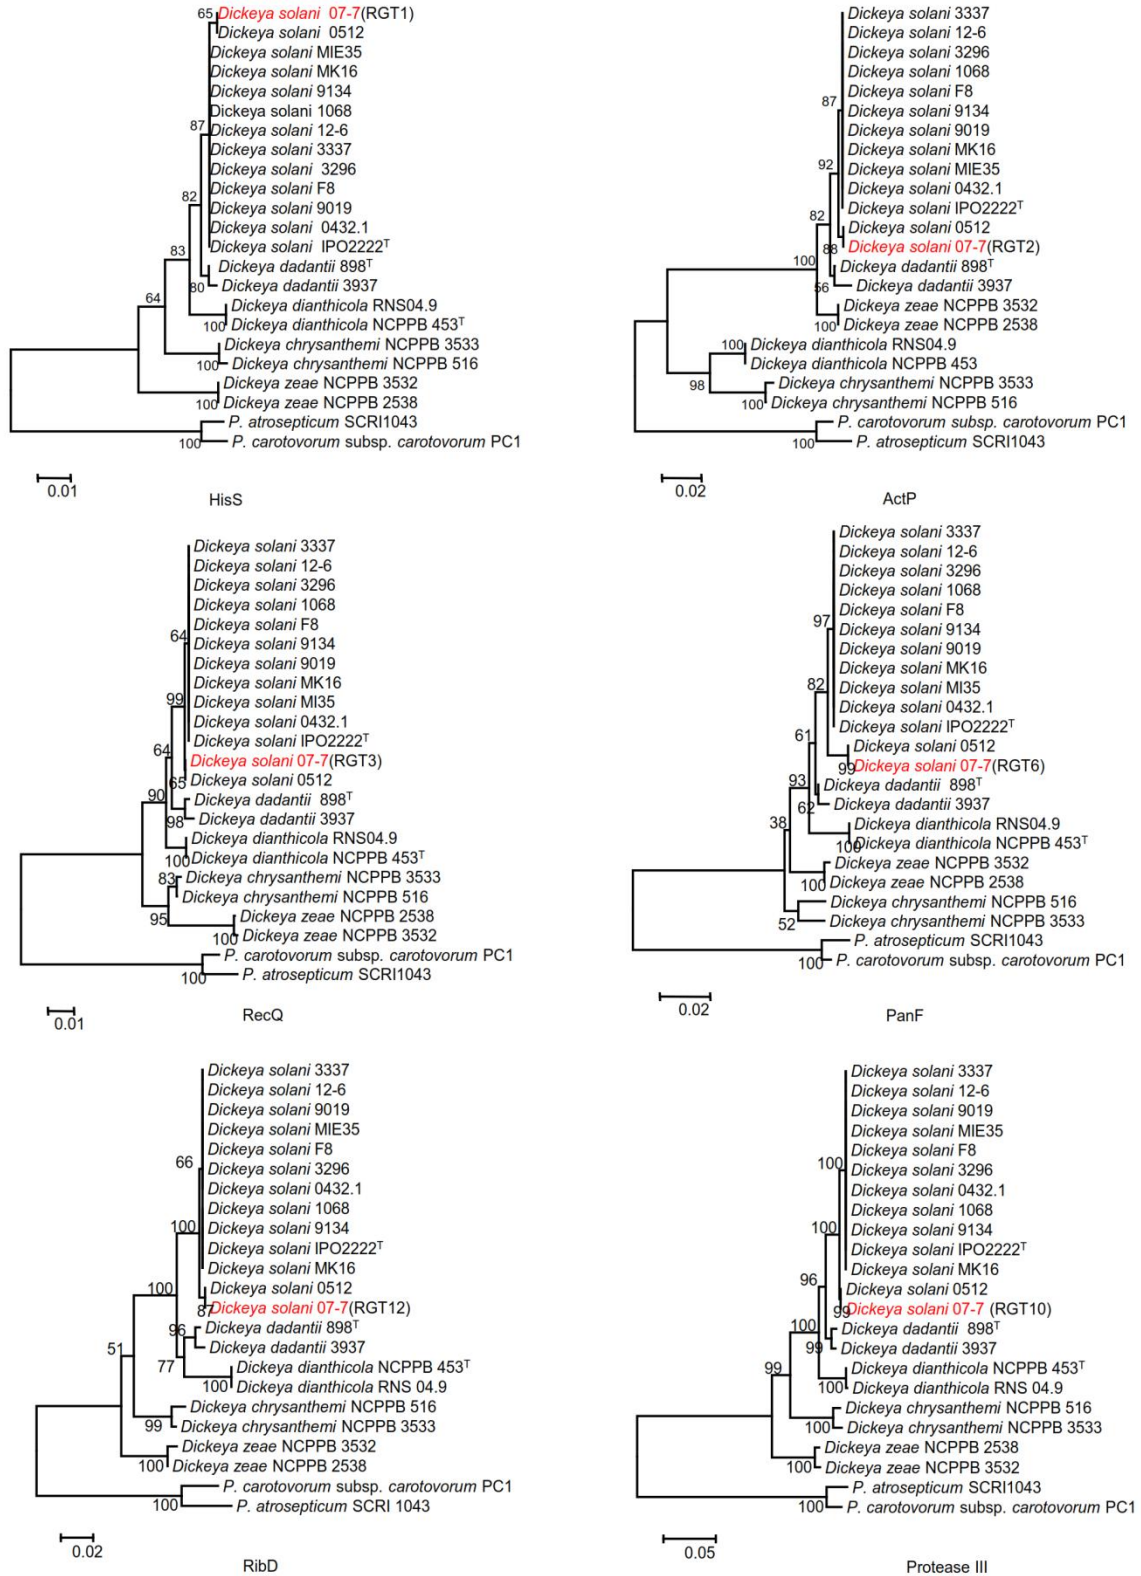 65
Dickeya solani 07-7(RGT1)
Dickeya solani 0512
Dickeya solani MIE35
Dickeya solani MK16
Dickeya solani 9134
Dickeya solani 1068
87
Dickeya solani 12-6
Dickeya solani 3337
Dickeya solani 3296
82
Dickeya solani F8
Dickeya solani 9019
Dickeya solani 0432.1
83
Dickeya solani IPO2222ᵀ
Dickeya dadantii 898ᵀ
80
Dickeya dadantii 3937
64
Dickeya dianthicola RNS04.9
100
Dickeya dianthicola NCPPB 453ᵀ
Dickeya chrysanthemi NCPPB 3533
100
Dickeya chrysanthemi NCPPB 516
Dickeya zeae NCPPB 3532
100
Dickeya zeae NCPPB 2538
P. atrosepticum SCRI1043
100
P. carotovorum subsp. carotovorum PC1
0.01
HisS
Dickeya solani 3337
Dickeya solani 12-6
Dickeya solani 3296
Dickeya solani 1068
87
Dickeya solani F8
Dickeya solani 9134
Dickeya solani 9019
Dickeya solani MK16
92
Dickeya solani MIE35
Dickeya solani 0432.1
Dickeya solani IPO2222ᵀ
82
Dickeya solani 0512
88
Dickeya solani 07-7(RGT2)
100
Dickeya dadantii 898ᵀ
56
Dickeya dadantii 3937
Dickeya zeae NCPPB 3532
100
Dickeya zeae NCPPB 2538
100
Dickeya dianthicola RNS04.9
98
Dickeya dianthicola NCPPB 453
Dickeya chrysanthemi NCPPB 3533
100
Dickeya chrysanthemi NCPPB 516
P. carotovorum subsp. carotovorum PC1
100
P. atrosepticum SCRI1043
0.02
ActP
Dickeya solani 3337
Dickeya solani 12-6
Dickeya solani 3296
Dickeya solani 1068
Dickeya solani F8
64
Dickeya solani 9134
Dickeya solani 9019
Dickeya solani MK16
99
Dickeya solani MI35
Dickeya solani 0432.1
Dickeya solani IPO2222ᵀ
64
Dickeya solani 07-7(RGT3)
65
Dickeya solani 0512
90
Dickeya dadantii 898ᵀ
98
Dickeya dadantii 3937
Dickeya dianthicola RNS04.9
100
Dickeya dianthicola NCPPB 453ᵀ
83
Dickeya chrysanthemi NCPPB 3533
Dickeya chrysanthemi NCPPB 516
95
Dickeya zeae NCPPB 2538
100
Dickeya zeae NCPPB 3532
P. carotovorum subsp. carotovorum PC1
100
P. atrosepticum SCRI1043
0.01
RecQ
Dickeya solani 3337
Dickeya solani 12-6
Dickeya solani 3296
Dickeya solani 1068
Dickeya solani F8
97
Dickeya solani 9134
Dickeya solani 9019
Dickeya solani MK16
82
Dickeya solani MI35
Dickeya solani 0432.1
Dickeya solani IPO2222ᵀ
61
Dickeya solani 0512
99
Dickeya solani 07-7(RGT6)
93
Dickeya dadantii 898ᵀ
62
Dickeya dadantii 3937
38
Dickeya dianthicola RNS04.9
100
Dickeya dianthicola NCPPB 453ᵀ
Dickeya zeae NCPPB 3532
100
Dickeya zeae NCPPB 2538
Dickeya chrysanthemi NCPPB 516
52
Dickeya chrysanthemi NCPPB 3533
P. atrosepticum SCRI1043
100
P. carotovorum subsp. carotovorum PC1
0.02
PanF
Dickeya solani 3337
Dickeya solani 12-6
Dickeya solani 9019
Dickeya solani MIE35
Dickeya solani F8
66
Dickeya solani 3296
Dickeya solani 0432.1
Dickeya solani 1068
100
Dickeya solani 9134
Dickeya solani IPO2222ᵀ
Dickeya solani MK16
100
Dickeya solani 0512
87
Dickeya solani 07-7(RGT12)
96
Dickeya dadantii 898ᵀ
51
Dickeya dadantii 3937
77
Dickeya dianthicola NCPPB 453ᵀ
100
Dickeya dianthicola RNS 04.9
Dickeya chrysanthemi NCPPB 516
99
Dickeya chrysanthemi NCPPB 3533
Dickeya zeae NCPPB 3532
100
Dickeya zeae NCPPB 2538
P. carotovorum subsp. carotovorum PC1
100
P. atrosepticum SCRI 1043
0.02
RibD
Dickeya solani 3337
Dickeya solani 12-6
Dickeya solani 9019
Dickeya solani MIE35
Dickeya solani F8
100
Dickeya solani 3296
Dickeya solani 0432.1
Dickeya solani 1068
100
Dickeya solani 9134
Dickeya solani IPO2222ᵀ
Dickeya solani MK16
96
Dickeya solani 0512
99
Dickeya solani 07-7 (RGT10)
100
Dickeya dadantii 898ᵀ
99
Dickeya dadantii 3937
99
Dickeya dianthicola NCPPB 453ᵀ
100
Dickeya dianthicola RNS 04.9
Dickeya chrysanthemi NCPPB 516
100
Dickeya chrysanthemi NCPPB 3533
Dickeya zeae NCPPB 2538
100
Dickeya zeae NCPPB 3532
P. atrosepticum SCRI1043
100
P. carotovorum subsp. carotovorum PC1
0.05
Protease III